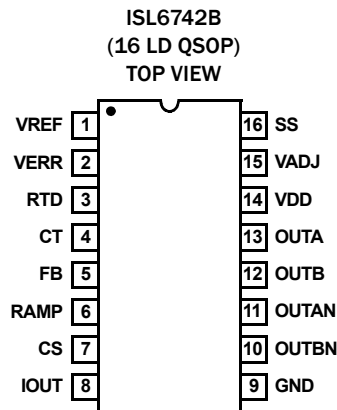 ISL6742B
(16 LD QSOP)
TOP VIEW
VREF 1 16 SS
VERR 2 15 VADJ
RTD 3 14 VDD
CT 4 13 OUTA
FB 5 12 OUTB
RAMP 6 11 OUTAN
CS 7 10 OUTBN
IOUT 8 9 GND